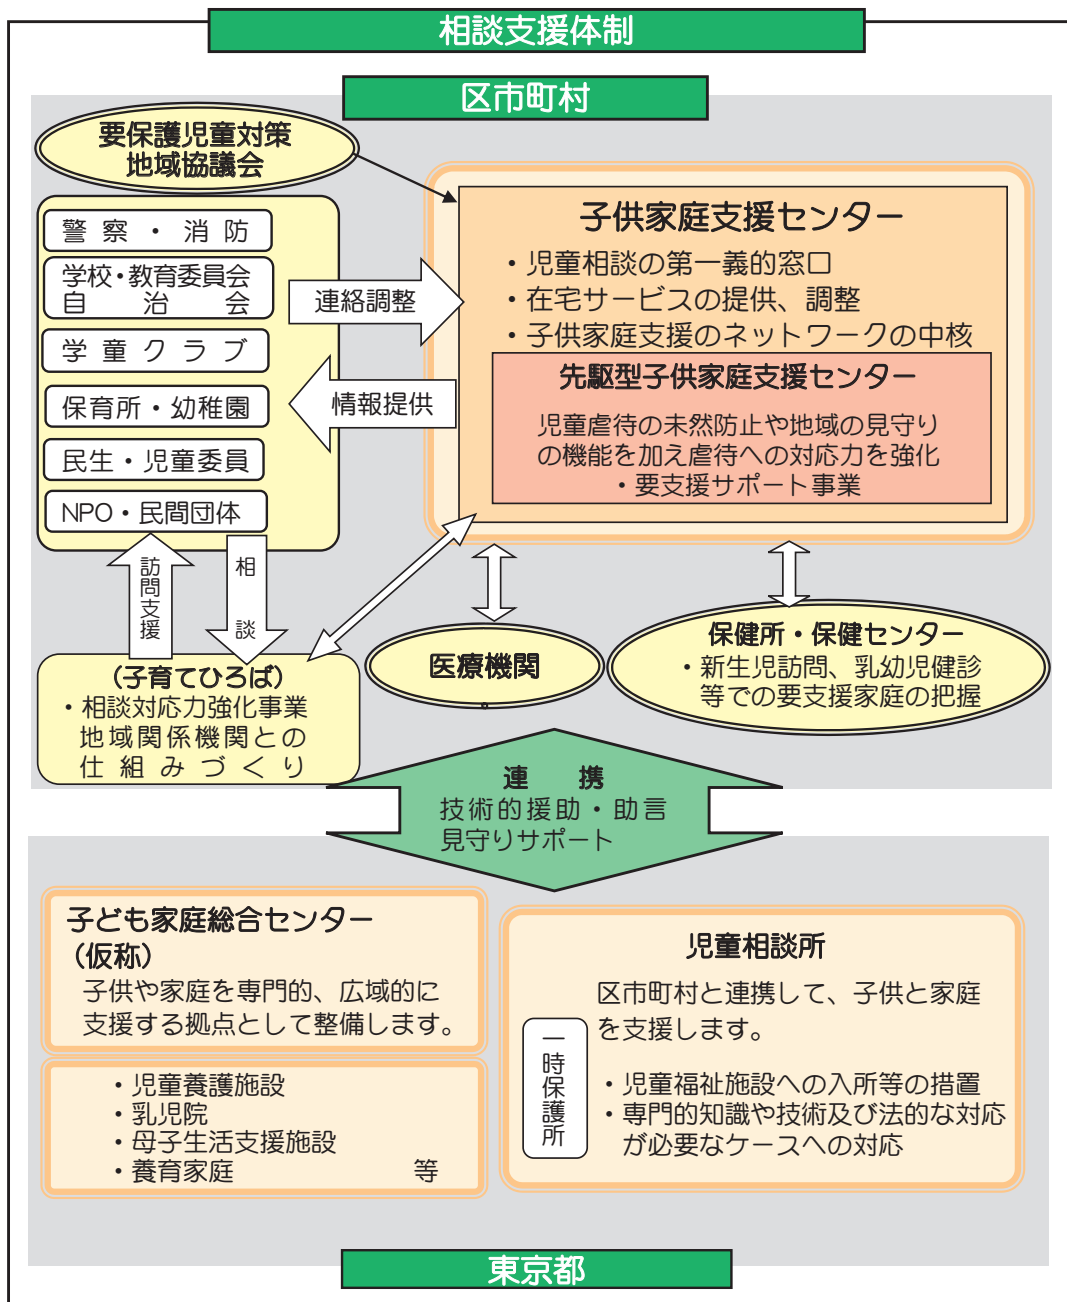 相談支援体制
区市町村
要保護児童対策
地域協議会
警察・消防
学校・教育委員会
自治会
学童クラブ
保育所・幼稚園
民生・児童委員
NPO・民間団体
連絡調整
情報提供
子供家庭支援センター
・児童相談の第一義的窓口
・在宅サービスの提供、調整
・子供家庭支援のネットワークの中核
先駆型子供家庭支援センター
児童虐待の未然防止や地域の見守り
の機能を加え虐待への対応力を強化
・要支援サポート事業
訪問支援
相談
(子育てひろば)
・相談対応力強化事業
地域関係機関との
仕組みづくり
医療機関
保健所・保健センター
・新生児訪問、乳幼児健診
等での要支援家庭の把握
連携
技術的援助・助言
見守りサポート
子ども家庭総合センター
(仮称)
子供や家庭を専門的、広域的に
支援する拠点として整備します。
・児童養護施設
・乳児院
・母子生活支援施設
・養育家庭 等
児童相談所
区市町村と連携して、子供と家庭
を支援します。
一時保護所
・児童福祉施設への入所等の措置
・専門的知識や技術及び法的な対応
が必要なケースへの対応
東京都